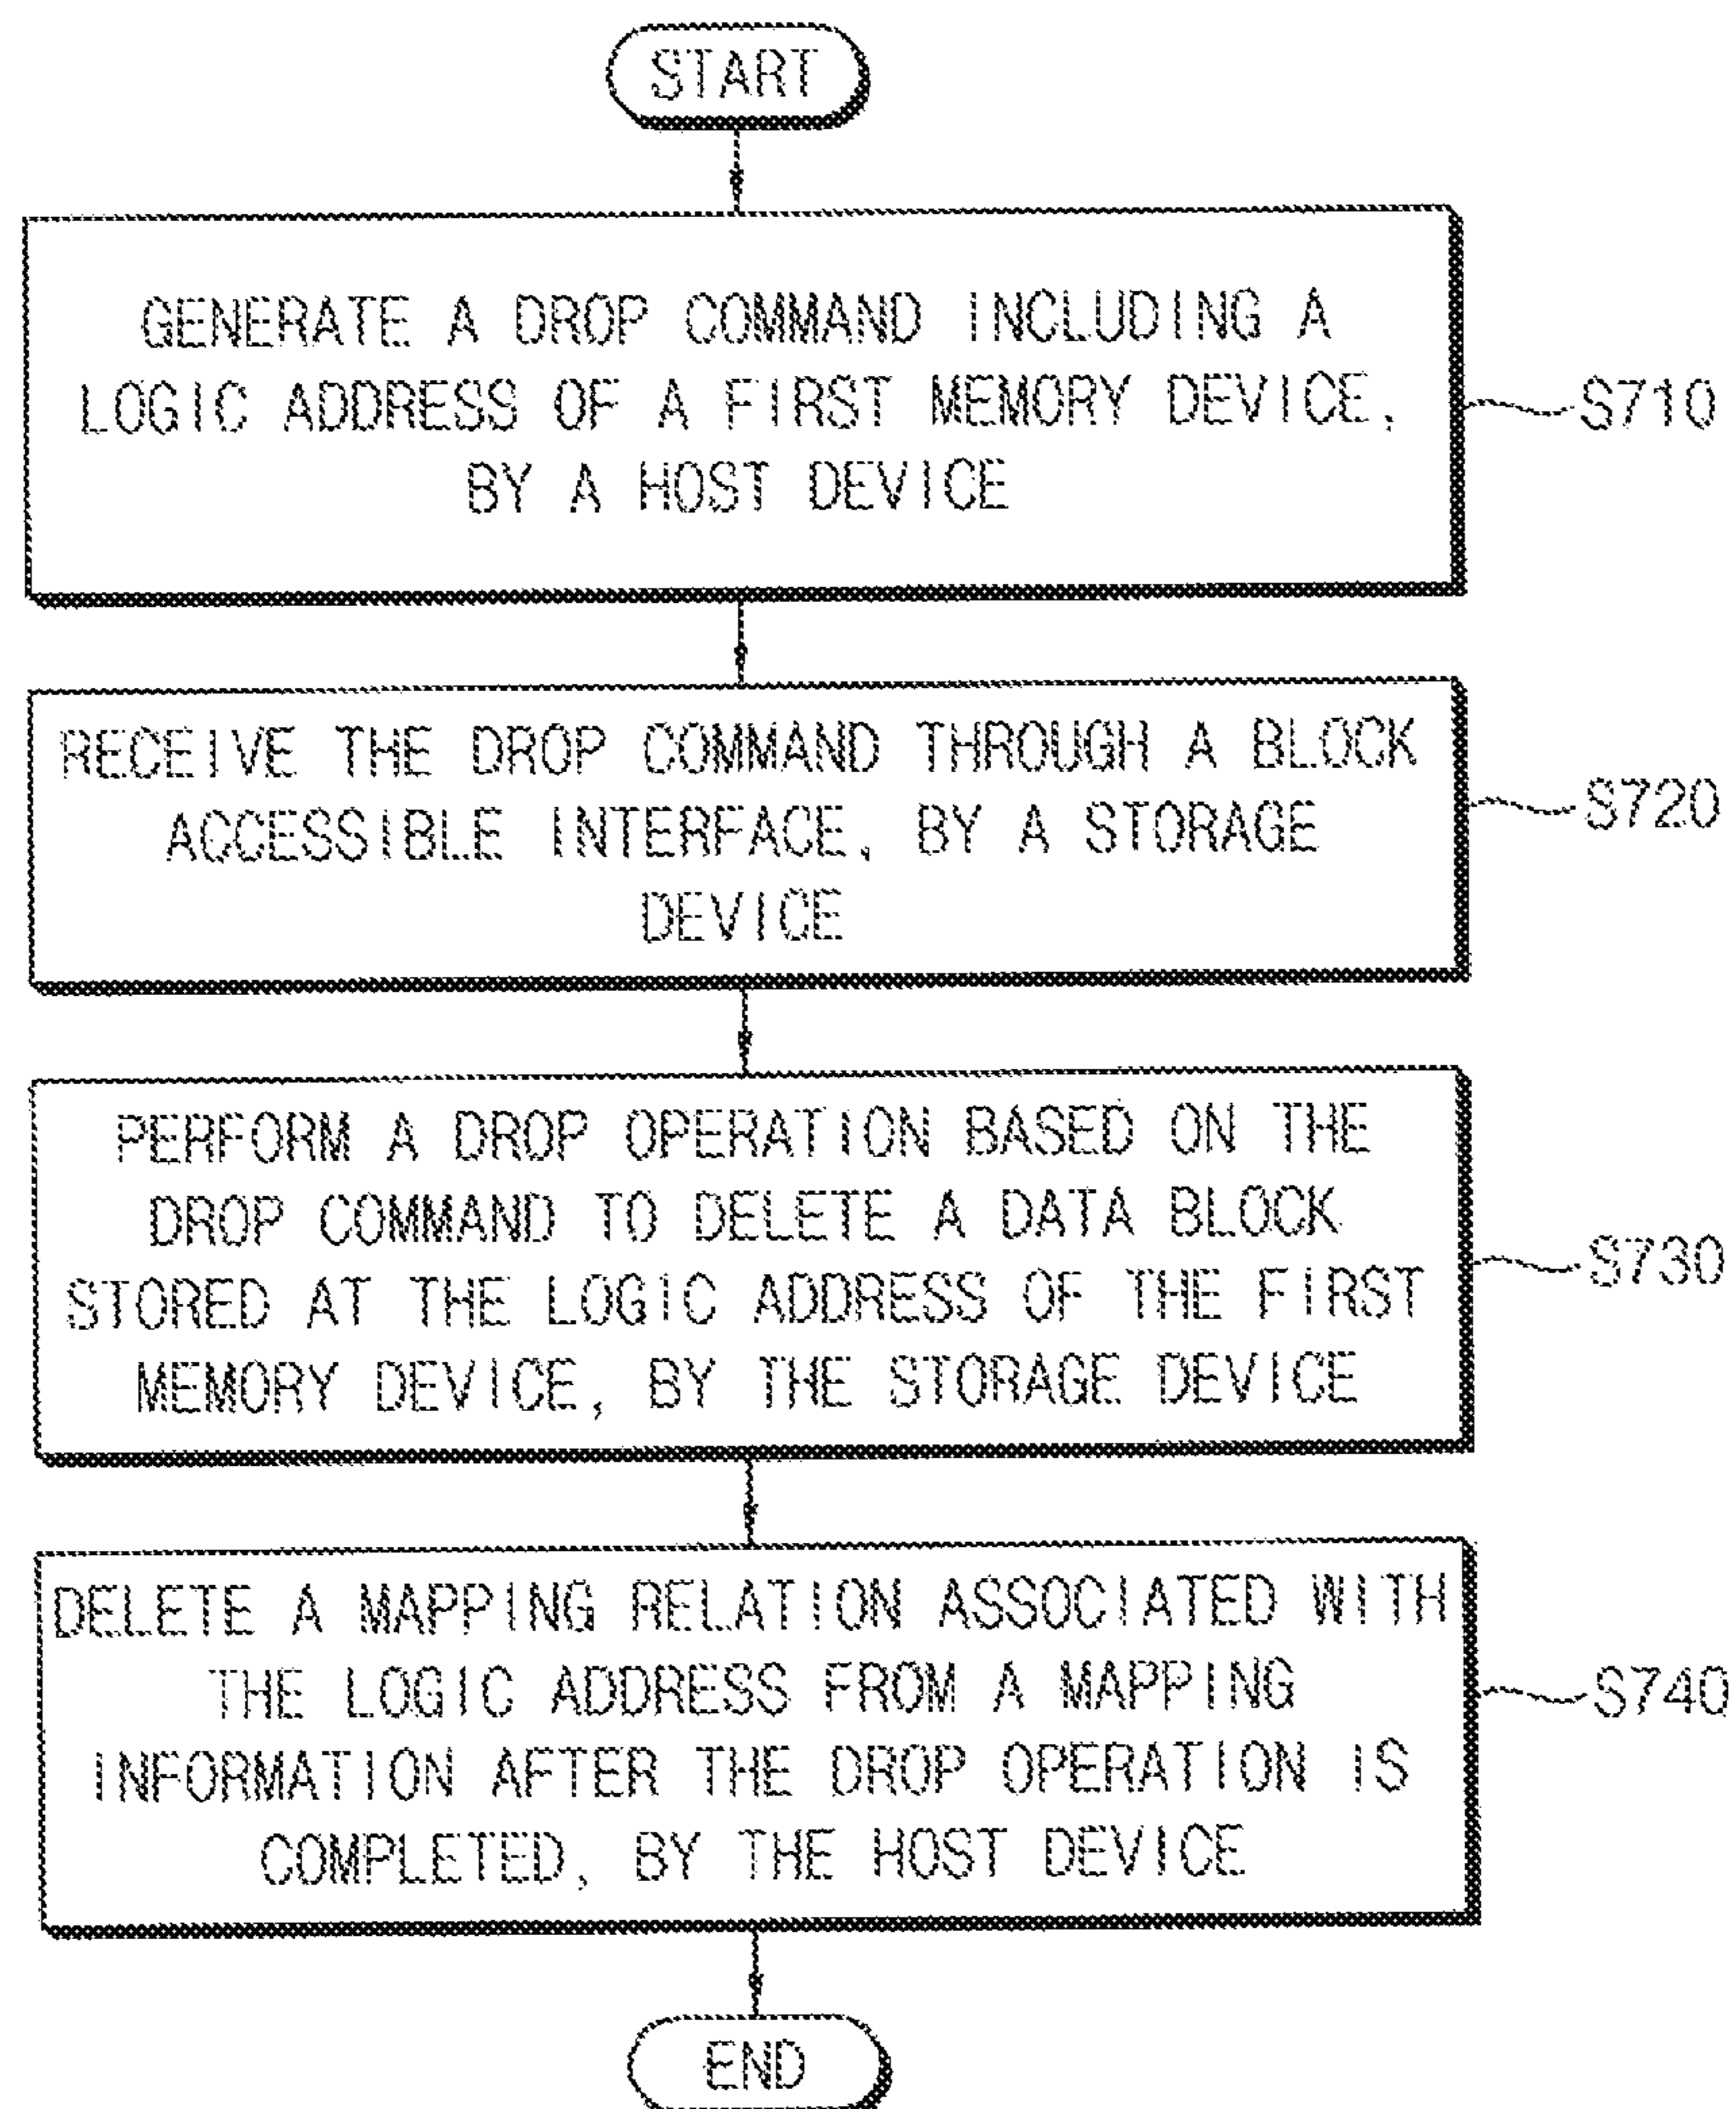 START
GENERATE A DROP COMMAND INCLUDING A
LOGIC ADDRESS OF A FIRST MEMORY DEVICE,
BY A HOST DEVICE
S710
RECEIVE THE DROP COMMAND THROUGH A BLOCK
ACCESSIBLE INTERFACE, BY A STORAGE
DEVICE
S720
PERFORM A DROP OPERATION BASED ON THE
DROP COMMAND TO DELETE A DATA BLOCK
STORED AT THE LOGIC ADDRESS OF THE FIRST
MEMORY DEVICE, BY THE STORAGE DEVICE
S730
DELETE A MAPPING RELATION ASSOCIATED WITH
THE LOGIC ADDRESS FROM A MAPPING
INFORMATION AFTER THE DROP OPERATION IS
COMPLETED, BY THE HOST DEVICE
S740
END